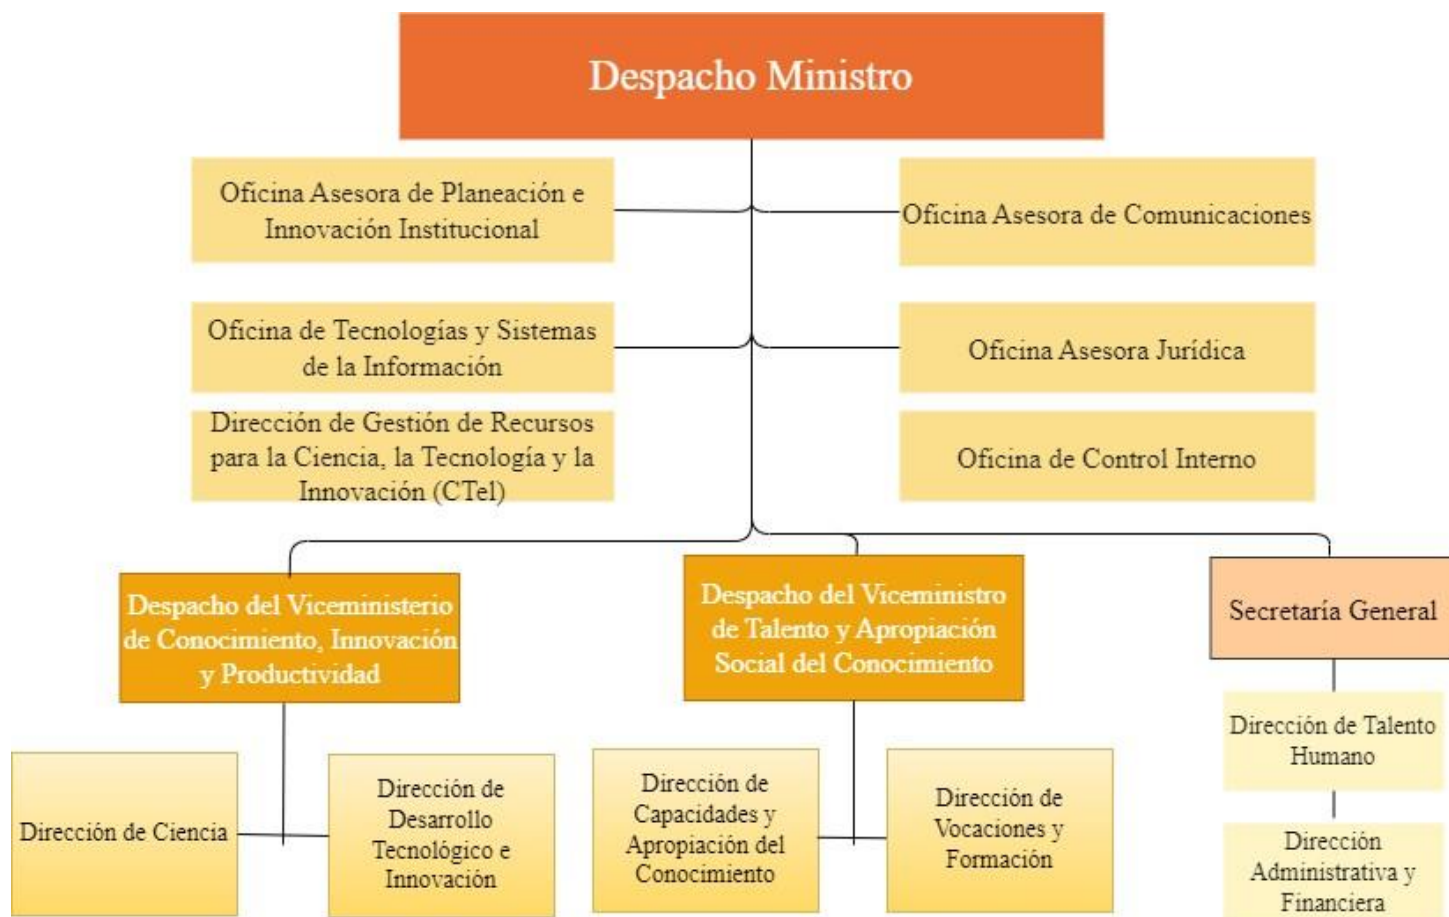 Despacho Ministro
Oficina Asesora de Planeación e
Innovación Institucional
Oficina Asesora de Comunicaciones
Oficina de Tecnologías y Sistemas
de la Información
Oficina Asesora Jurídica
Dirección de Gestión de Recursos
para la Ciencia, la Tecnología y la
Innovación (CTel)
Oficina de Control Interno
Despacho del Viceministerio
de Conocimiento, Innovación
y Productividad
Despacho del Viceministro
de Talento y Apropiación
Social del Conocimiento
Secretaría General
Dirección de Ciencia
Dirección de
Desarrollo
Tecnológico e
Innovación
Dirección de
Capacidades y
Apropiación del
Conocimiento
Dirección de
Vocaciones y
Formación
Dirección de Talento
Humano
Dirección
Administrativa y
Financiera